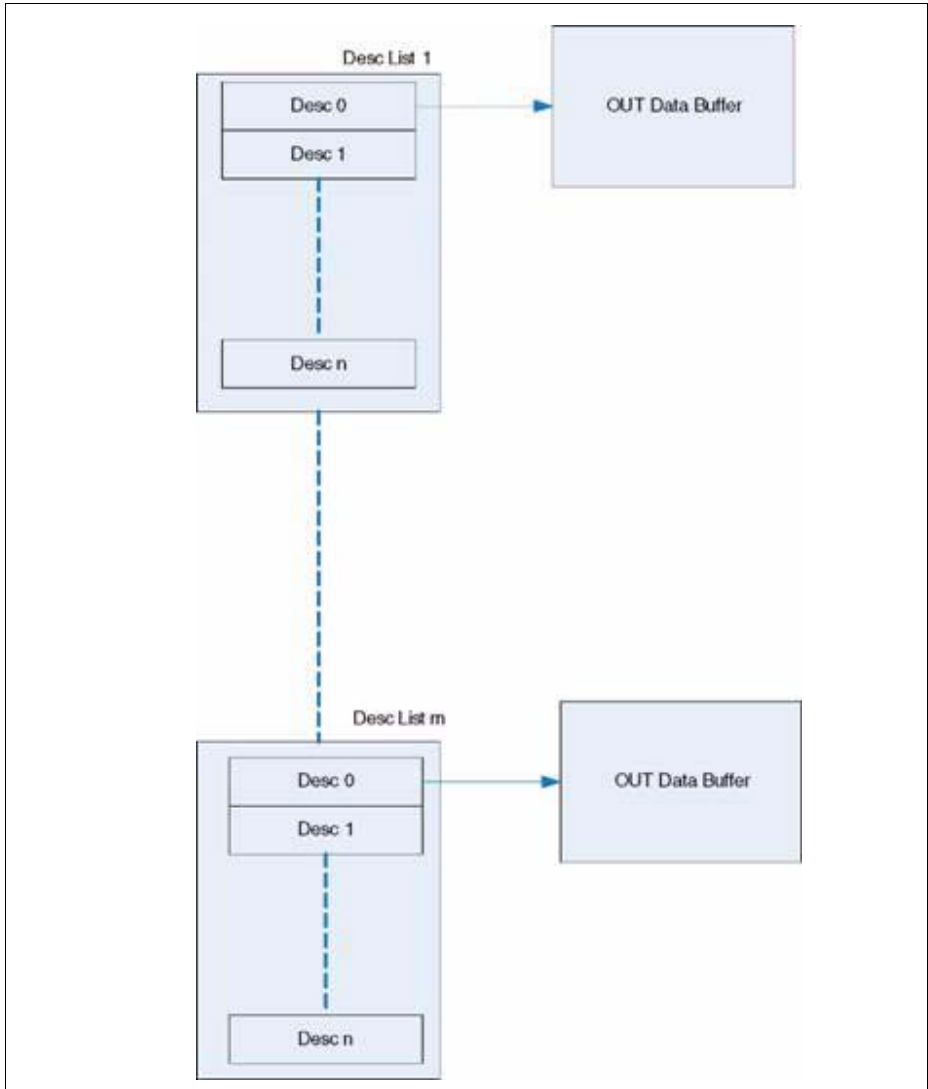 Desc List 1
Desc 0
OUT Data Buffer
Desc 1
Desc n
Desc List m
Desc 0
OUT Data Buffer
Desc 1
Desc n